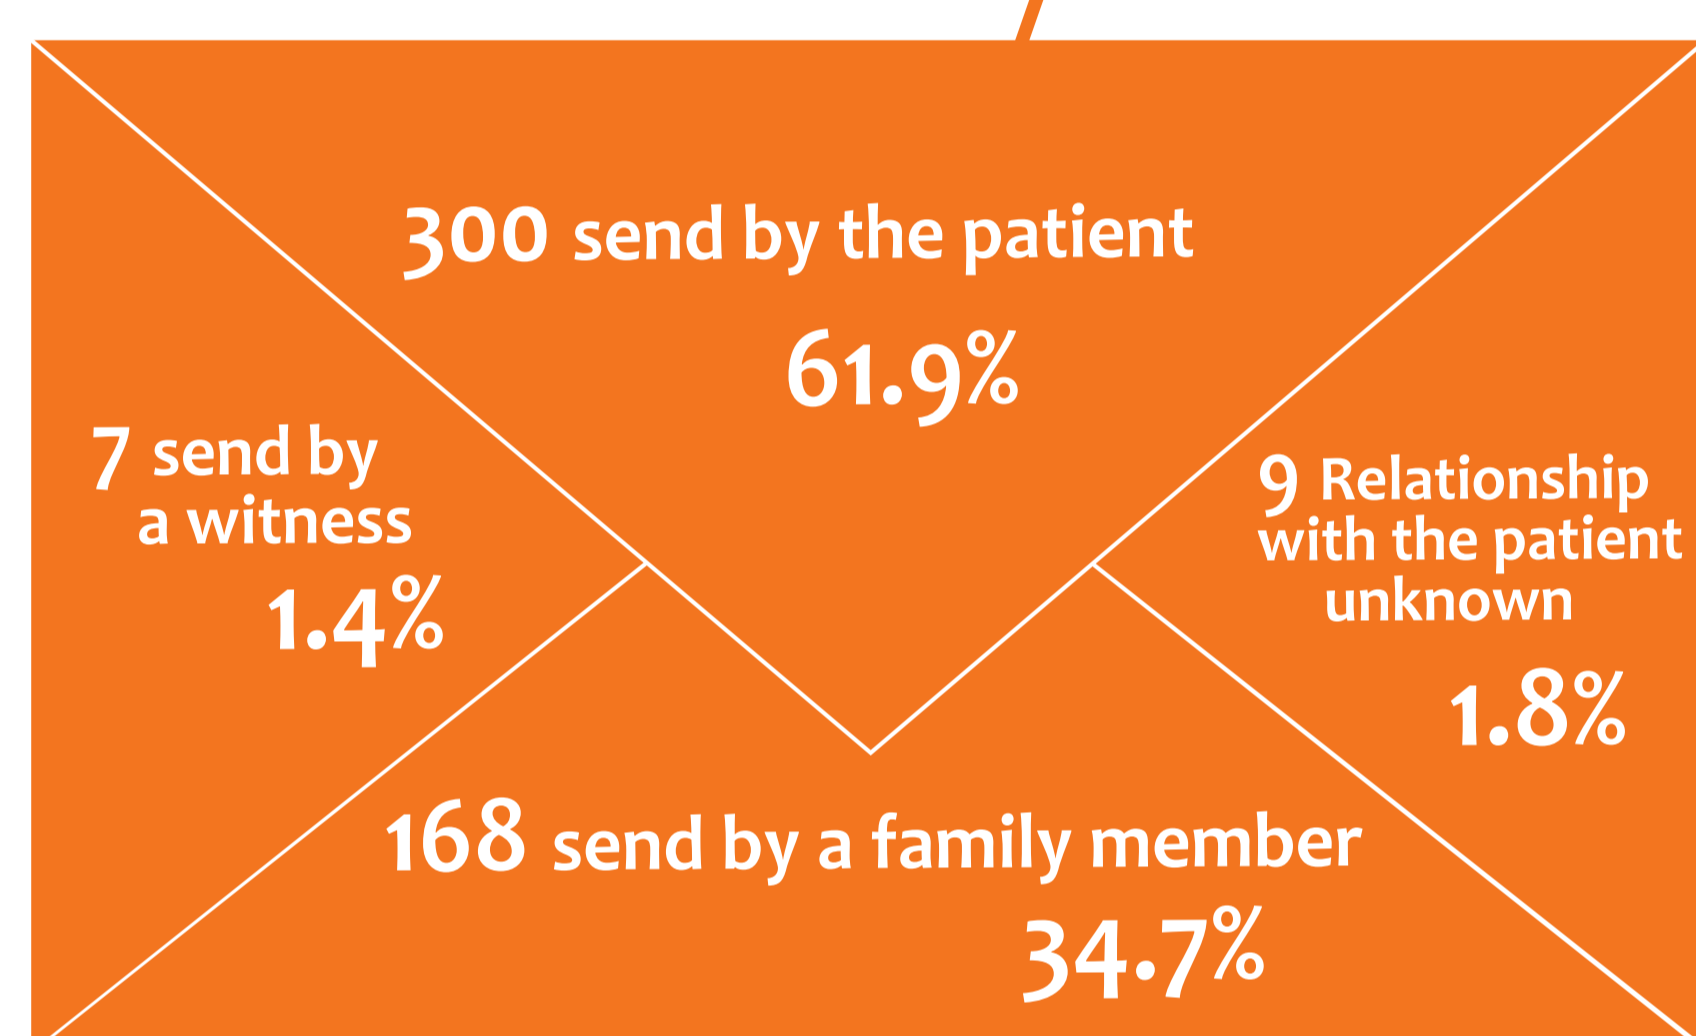 300 send by the patient
61.9%
7 send by
a witness
1.4%
9 Relationship
with the patient
unknown
1.8%
168 send by a family member
34.7%